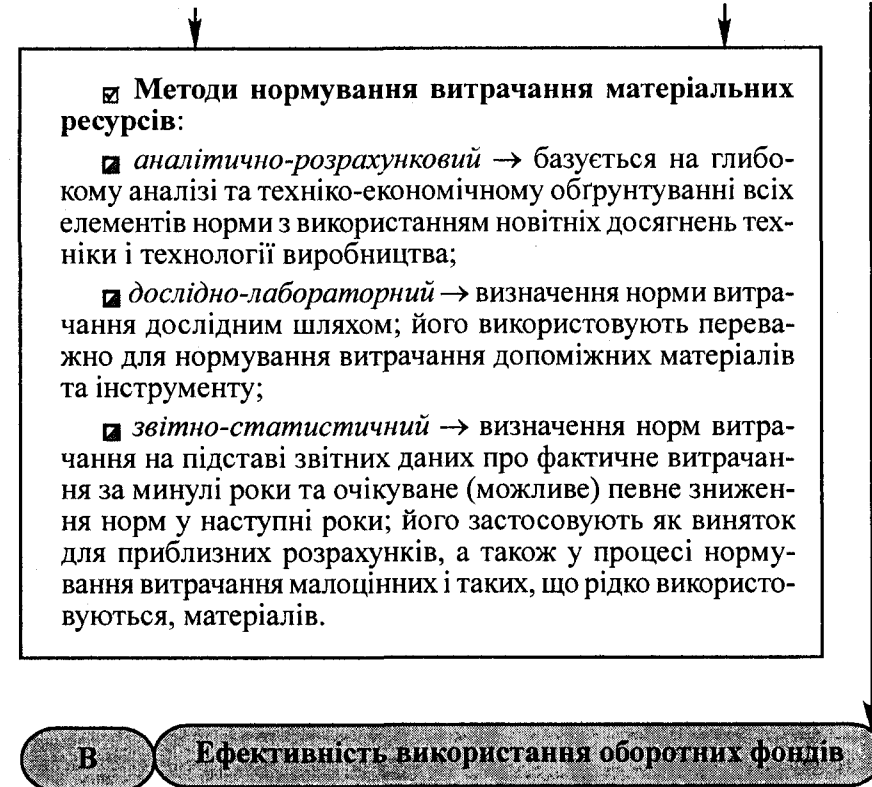 Методи нормування витрачання матеріальних
ресурсів:
аналітично-розрахунковий → базується на глибо-
кому аналізі та техніко-економічному обґрунтуванні всіх
елементів норми з використанням новітніх досягнень тех-
ніки і технології виробництва;
дослідно-лабораторний → визначення норми витра-
чання дослідним шляхом; його використовують перева-
жно для нормування витрачання допоміжних матеріалів
та інструменту;
звітно-статистичний → визначення норм витра-
чання на підставі звітних даних про фактичне витрачан-
ня за минулі роки та очікуване (можливе) певне знижен-
ня норм у наступні роки; його застосовують як виняток
для приблизних розрахунків, а також у процесі норму-
вання витрачання малоцінних і таких, що рідко використо-
вуються, матеріалів.
В Ефективність використання оборотних фондів